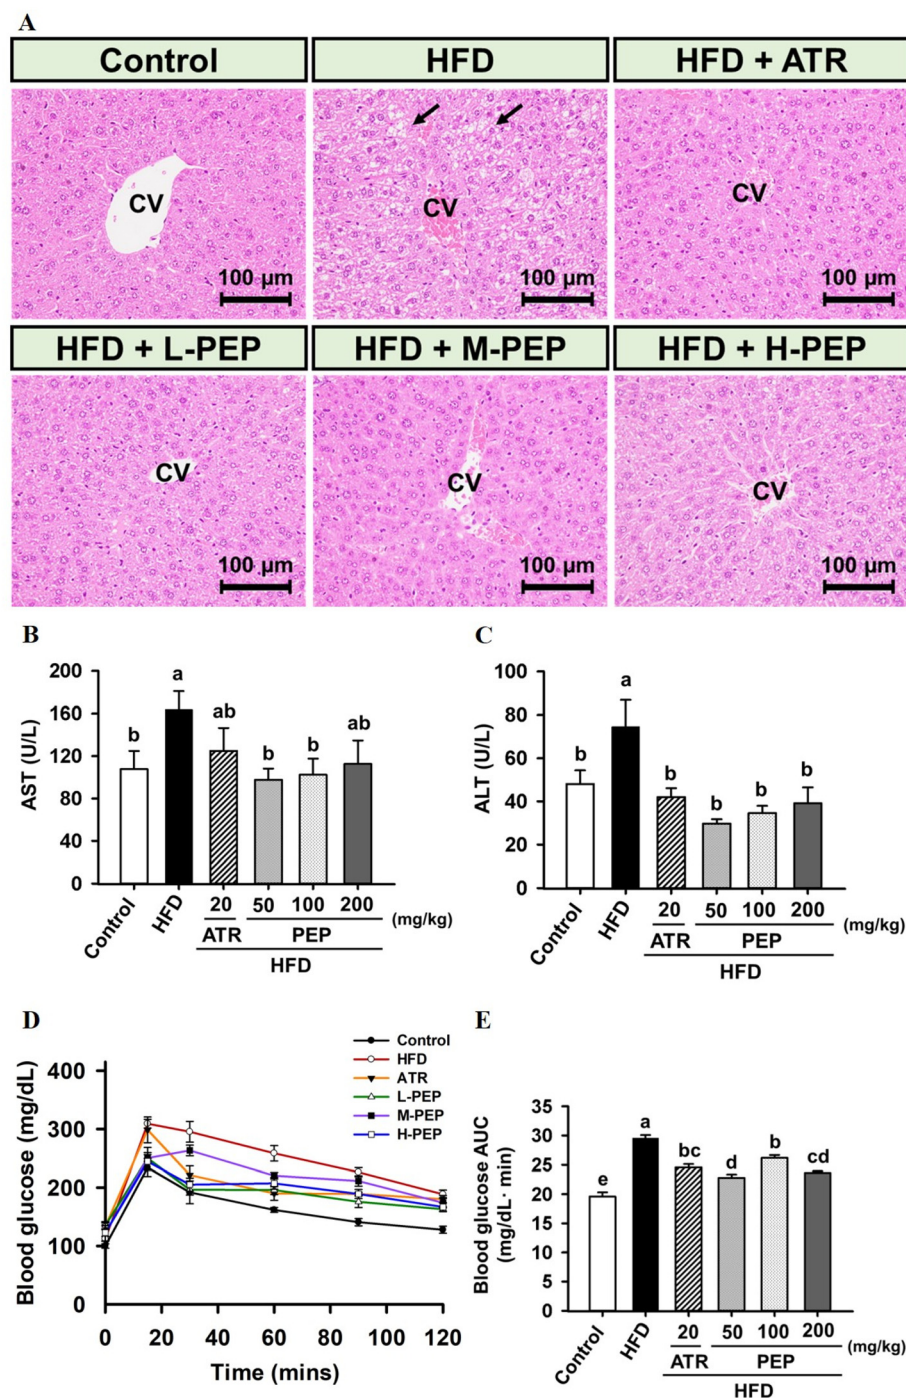 A
Control HFD HFD + ATR
CV CV CV
100 µm 100 µm 100 µm
HFD + L-PEP HFD + M-PEP HFD + H-PEP
CV CV CV
100 µm 100 µm 100 µm
B
AST (U/L)
200
160
120
80
40
0
b a ab b b ab
Control HFD 20 50 100 200 (mg/kg)
ATR PEP
HFD
C
ALT (U/L)
100
80
60
40
20
0
b a b b b b
Control HFD 20 50 100 200 (mg/kg)
ATR PEP
HFD
D
Blood glucose (mg/dL)
400
300
200
100
0
Control
HFD
ATR
L-PEP
M-PEP
H-PEP
0 20 40 60 80 100 120
Time (mins)
E
Blood glucose AUC
(mg/dL· min)
35
30
25
20
15
10
5
0
e a bc d b cd
Control HFD 20 50 100 200 (mg/kg)
ATR PEP
HFD